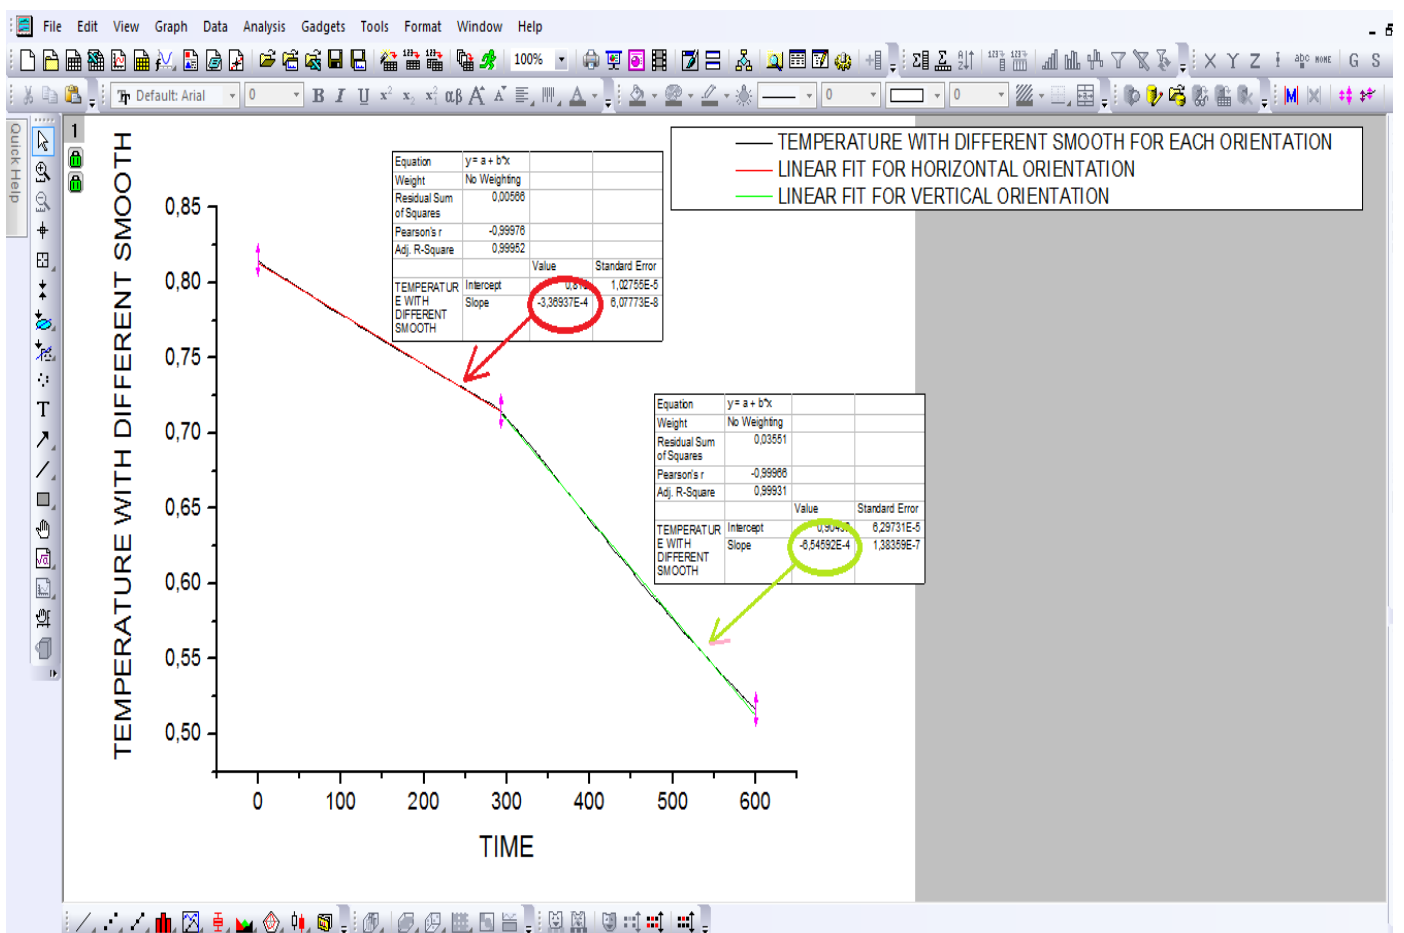 File Edit View Graph Data Analysis Gadgets Tools Format Window Help
100%
X Y Z
G S
Default: Arial 0 B I U
αβ A A
0 0
M
Quick Help
1
TEMPERATURE WITH DIFFERENT SMOOTH FOR EACH ORIENTATION
LINEAR FIT FOR HORIZONTAL ORIENTATION
LINEAR FIT FOR VERTICAL ORIENTATION
Equation y = a + b*x
Weight No Weighting
Residual Sum of Squares 0,00566
Pearson's r -0,99976
Adj. R-Square 0,99952
Value Standard Error
TEMPERATUR Intercept 1,02755E-5
E WITH Slope -3,36937E-4 6,07773E-8
DIFFERENT
SMOOTH
Equation y = a + b*x
Weight No Weighting
Residual Sum of Squares 0,03551
Pearson's r -0,99966
Adj. R-Square 0,99931
Value Standard Error
TEMPERATUR Intercept 6,29731E-5
E WITH Slope -6,54592E-4 1,38359E-7
DIFFERENT
SMOOTH
TEMPERATURE WITH DIFFERENT SMOOTH
0,85
0,80
0,75
0,70
0,65
0,60
0,55
0,50
0 100 200 300 400 500 600
TIME
T